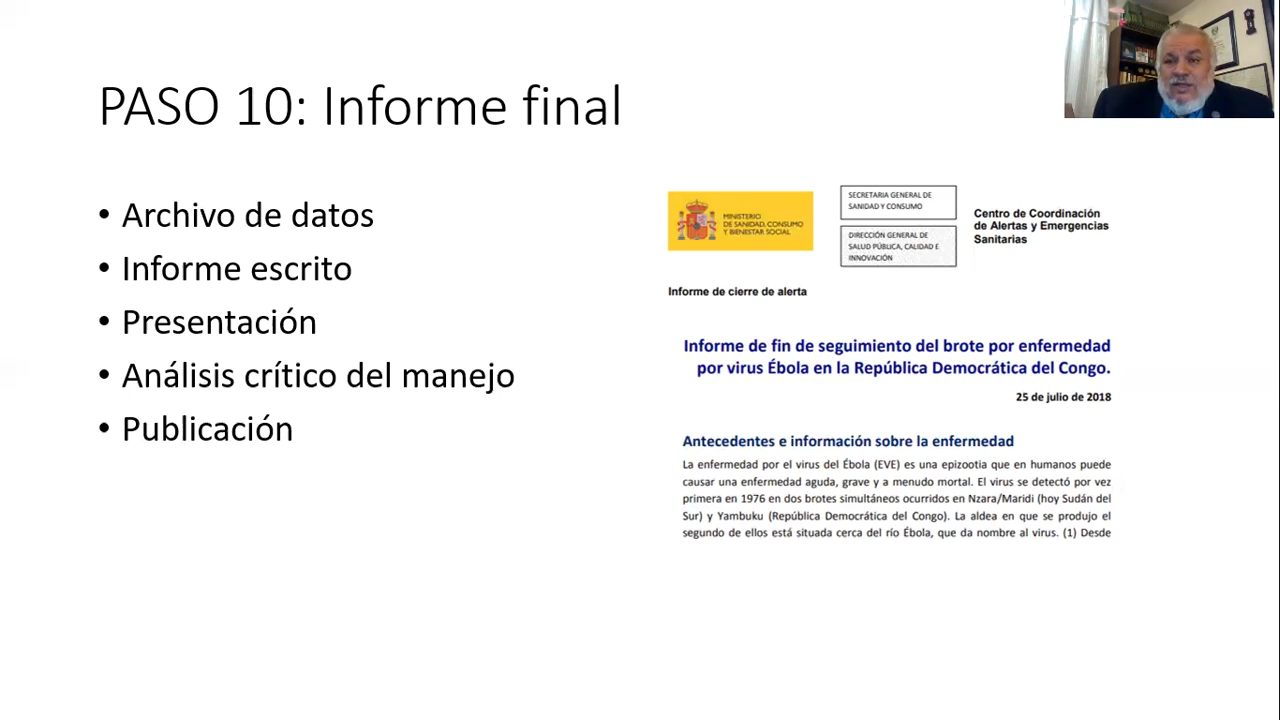 PASO 10: Informe final
• Archivo de datos
• Informe escrito
• Presentación
• Análisis crítico del manejo
• Publicación
MINISTERIO
DE SANIDAD, CONSUMO
Y BIENESTAR SOCIAL
SECRETARIA GENERAL DE
SANIDAD Y CONSUMO
DIRECCIÓN GENERAL DE
SALUD PÚBLICA, CALIDAD E
INNOVACIÓN
Centro de Coordinación
de Alertas y Emergencias
Sanitarias
Informe de cierre de alerta
Informe de fin de seguimiento del brote por enfermedad
por virus Ébola en la República Democrática del Congo.
25 de julio de 2018
Antecedentes e información sobre la enfermedad
La enfermedad por el virus del Ébola (EVE) es una epizootia que en humanos puede
causar una enfermedad aguda, grave y a menudo mortal. El virus se detectó por vez
primera en 1976 en dos brotes simultáneos ocurridos en Nzara/Maridi (hoy Sudán del
Sur) y Yambuku (República Democrática del Congo). La aldea en que se produjo el
segundo de ellos está situada cerca del río Ébola, que da nombre al virus. (1) Desde